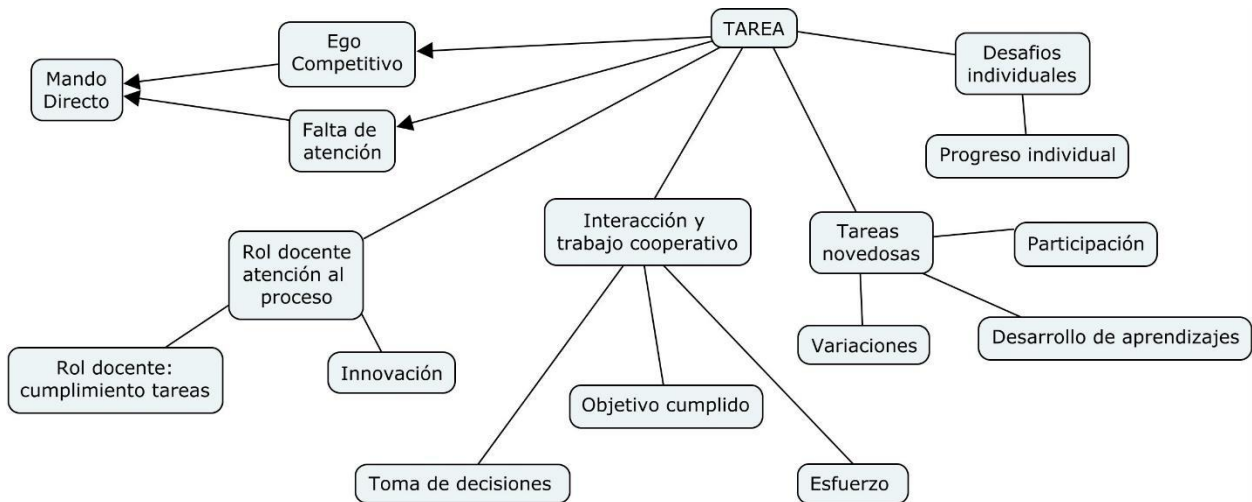 TAREA
Ego
Competitivo
Desafios
individuales
Mando
Directo
Falta de
atención
Progreso individual
Interacción y
trabajo cooperativo
Tareas
novedosas
Participación
Rol docente
atención al
proceso
Variaciones
Desarrollo de aprendizajes
Rol docente:
cumplimiento tareas
Innovación
Objetivo cumplido
Toma de decisiones
Esfuerzo